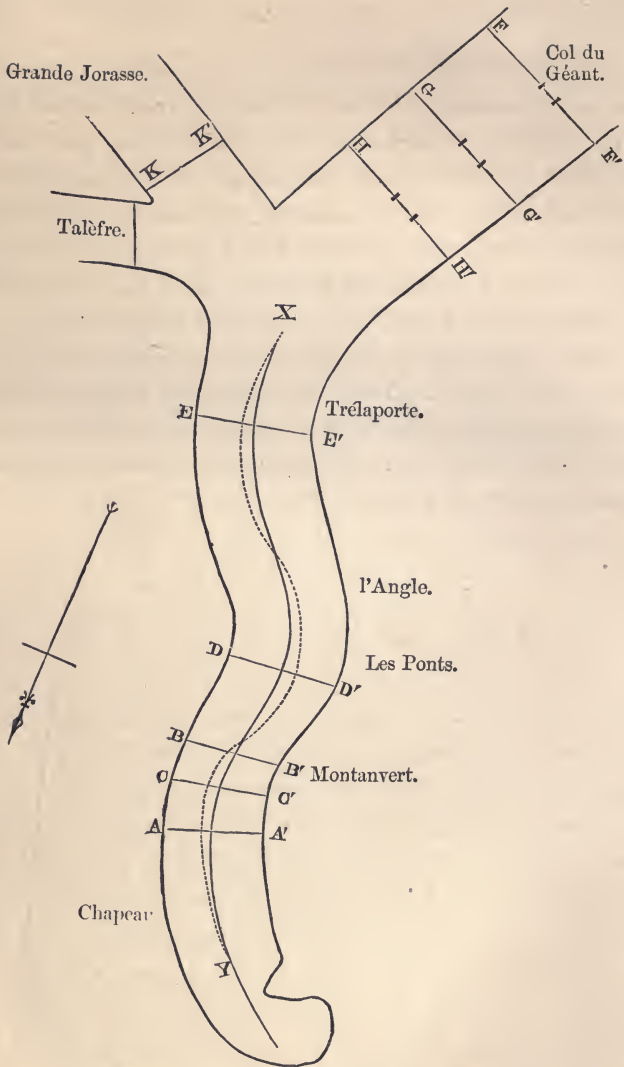 E
Col du
Géant.
Grande Jorasse.
G
K'
H
F'
K
G'
Talèfre.
H'
X
E
Trélaporte.
E'
l'Angle.
D
Les Ponts.
D'
B
B'
Montanvert.
C
C'
A
A'
Chapeau
Y